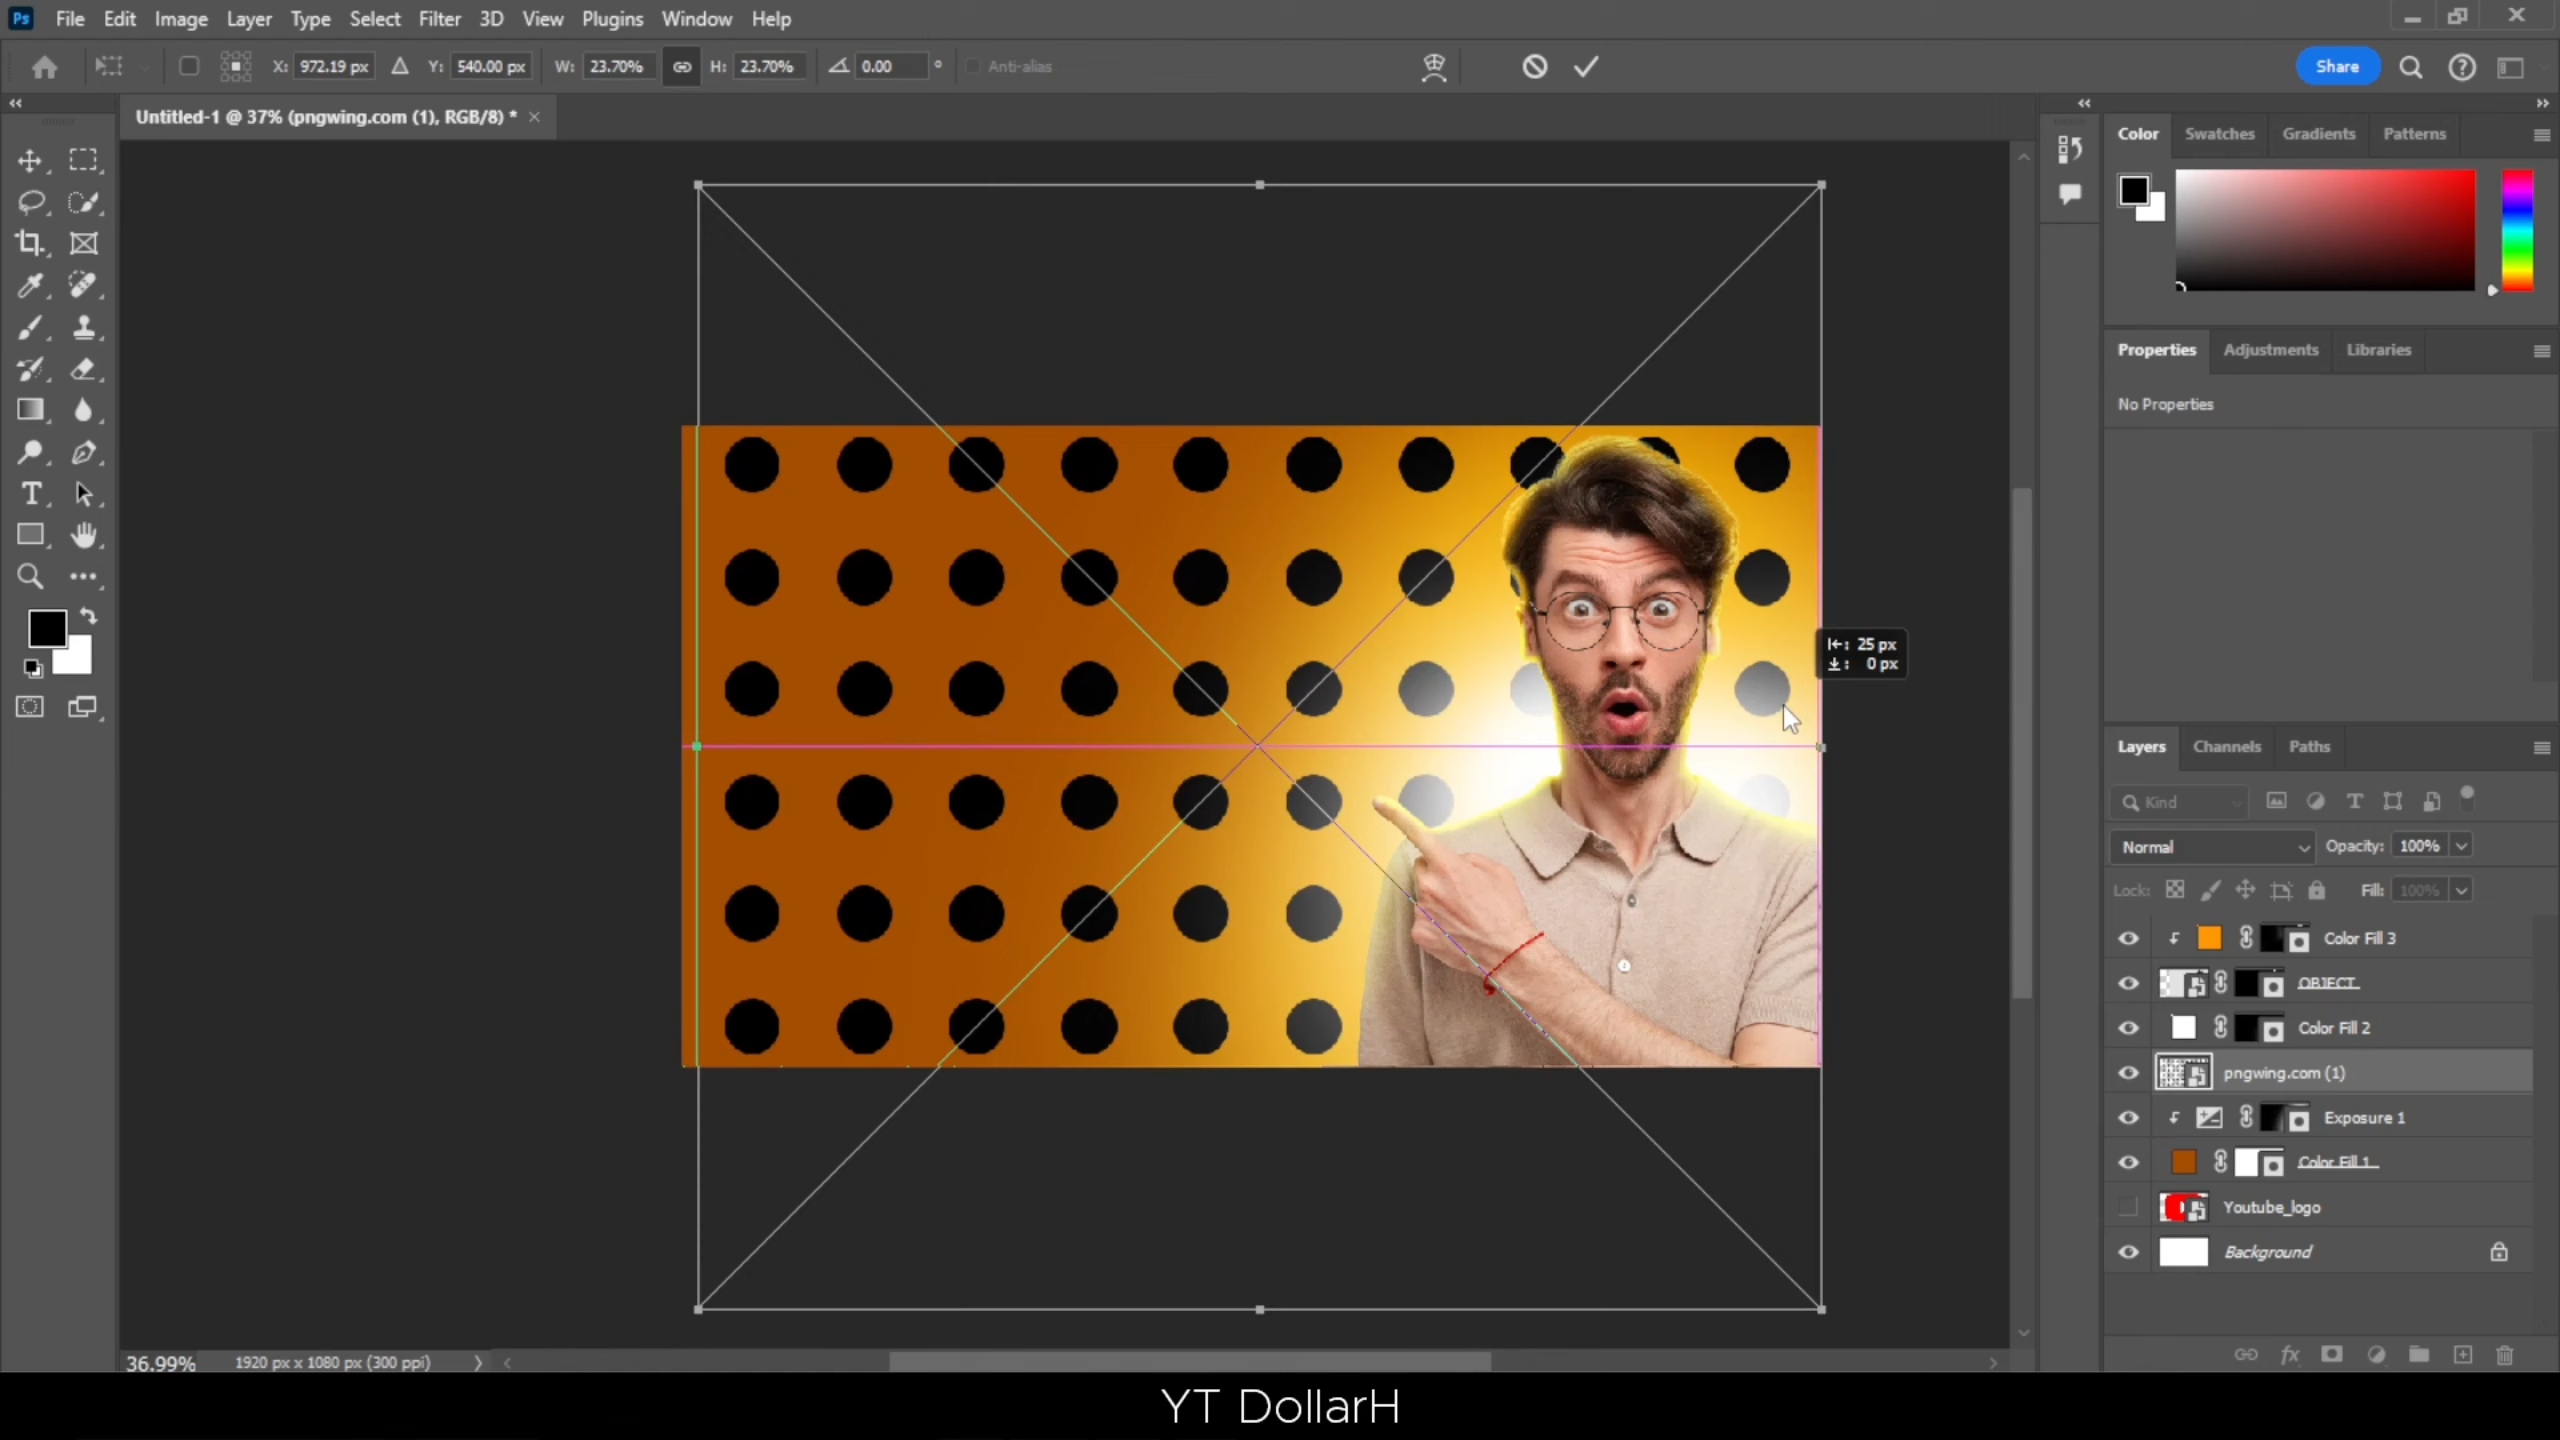 Ps File Edit Image Layer Type Select Filter 3D View Plugins Window Help
X: 972.19 px Y: 540.00 px W: 23.70% H: 23.70% 0.00 ° Anti-alias Share
Untitled-1 @ 37% (pngwing.com (1), RGB/8) * ×
Color Swatches Gradients Patterns
Properties Adjustments Libraries
No Properties
25 px
0 px
Layers Channels Paths
Kind
Normal Opacity: 100%
Lock: Fill: 100%
Color Fill 3
OBJECT
Color Fill 2
pngwing.com (1)
Exposure 1
Color Fill 1
Youtube_logo
Background
36.99% 1920 px x 1080 px (300 ppi)
YT DollarH